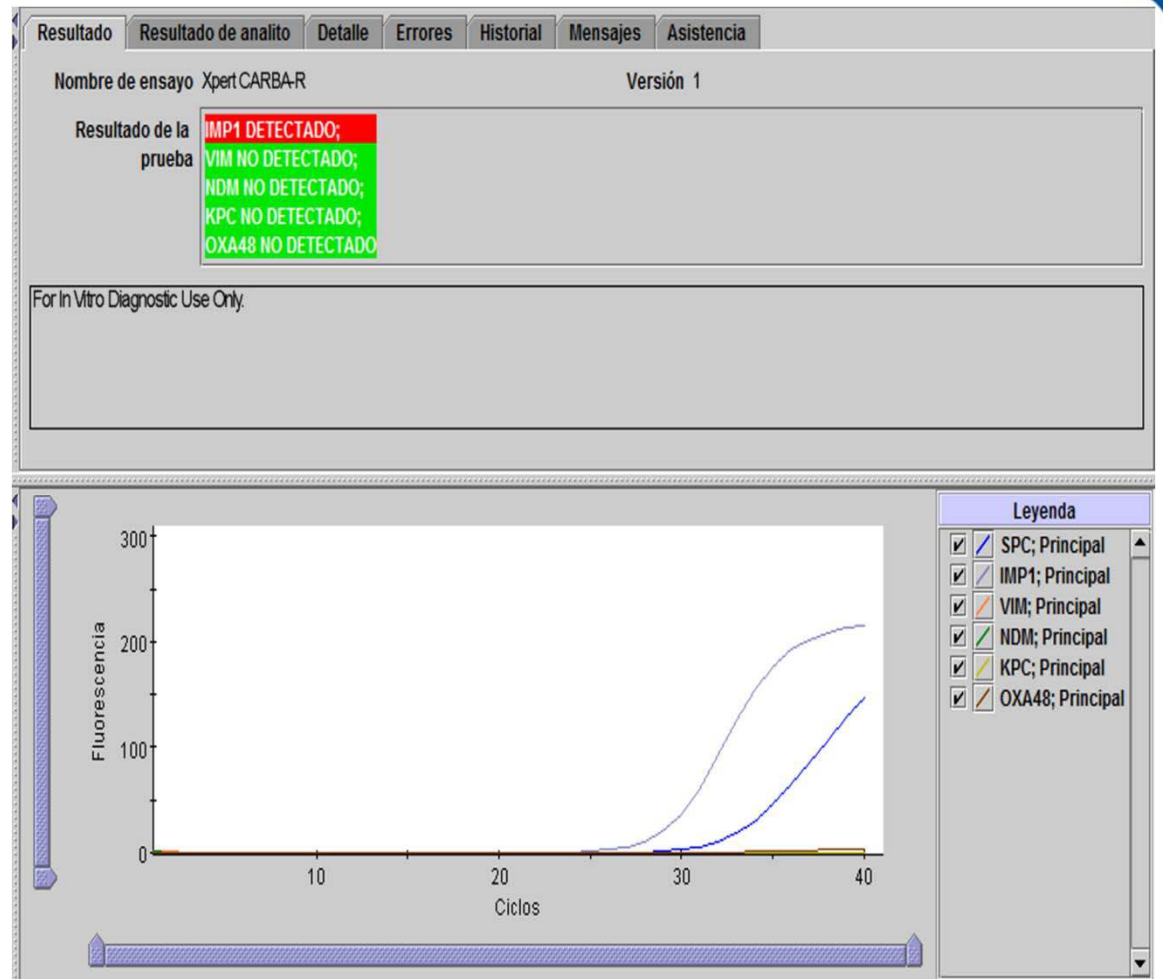 Resultado Resultado de analito Detalle Errores Historial Mensajes Asistencia
Nombre de ensayo Xpert CARBA-R Versión 1
Resultado de la prueba
IMP1 DETECTADO;
VIM NO DETECTADO;
NDM NO DETECTADO;
KPC NO DETECTADO;
OXA48 NO DETECTADO
For In Vitro Diagnostic Use Only.
Fluorescencia
300
200
100
0
10 20 30 40
Ciclos
Leyenda
SPC; Principal
IMP1; Principal
VIM; Principal
NDM; Principal
KPC; Principal
OXA48; Principal